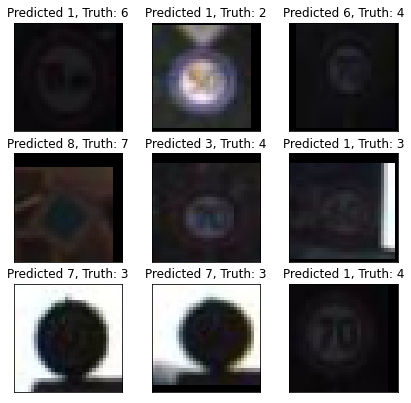 Predicted 1, Truth: 6
Predicted 1, Truth: 2
Predicted 6, Truth: 4
Predicted 8, Truth: 7
Predicted 3, Truth: 4
Predicted 1, Truth: 3
Predicted 7, Truth: 3
Predicted 7, Truth: 3
Predicted 1, Truth: 4
70